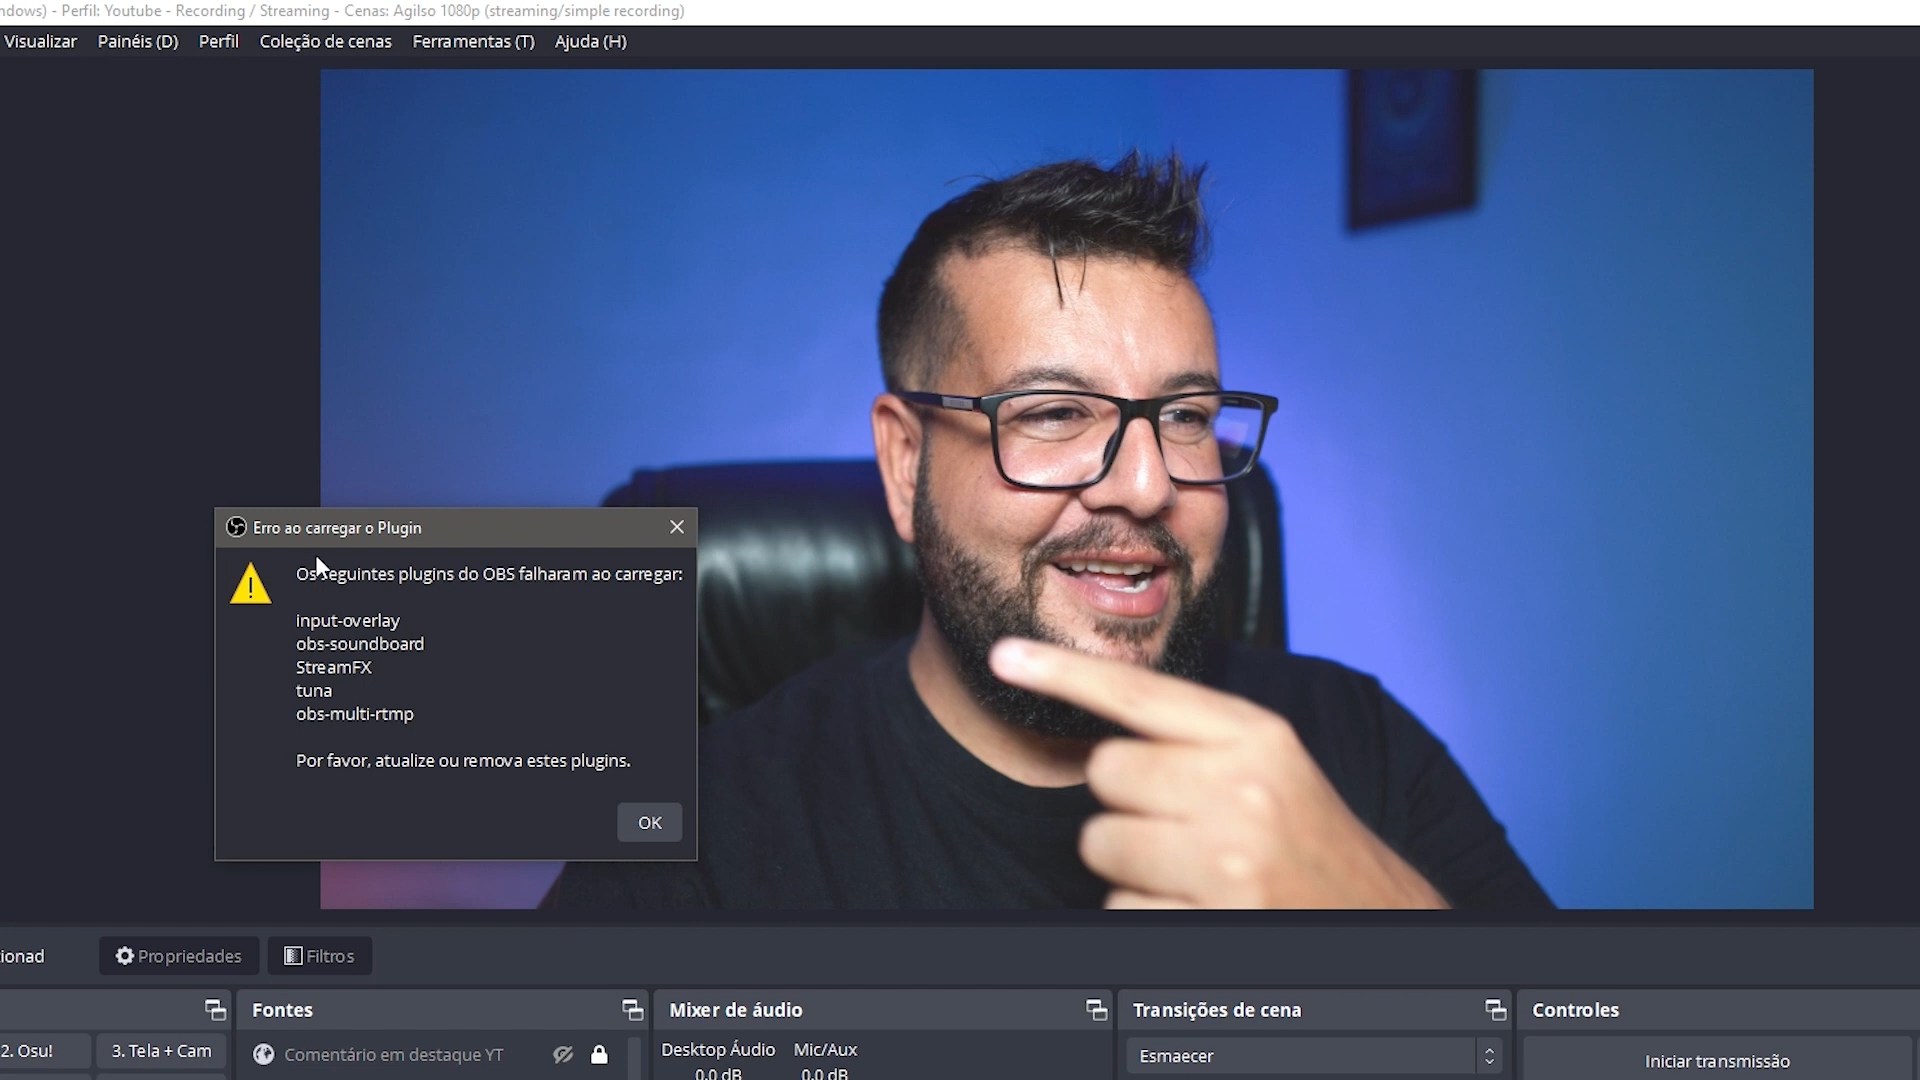 ndows) - Perfil: Youtube - Recording / Streaming - Cenas: Agilso 1080p (streaming/simple recording)
Visualizar Painéis (D) Perfil Coleção de cenas Ferramentas (T) Ajuda (H)
Erro ao carregar o Plugin
Os seguintes plugins do OBS falharam ao carregar:
input-overlay
obs-soundboard
StreamFX
tuna
obs-multi-rtmp
Por favor, atualize ou remova estes plugins.
OK
ionad Propriedades Filtros
Fontes Mixer de áudio Transições de cena Controles
2. Osu! 3. Tela + Cam Comentário em destaque YT Desktop Áudio Mic/Aux Esmaecer Iniciar transmissão
0.0 dB 0.0 dB